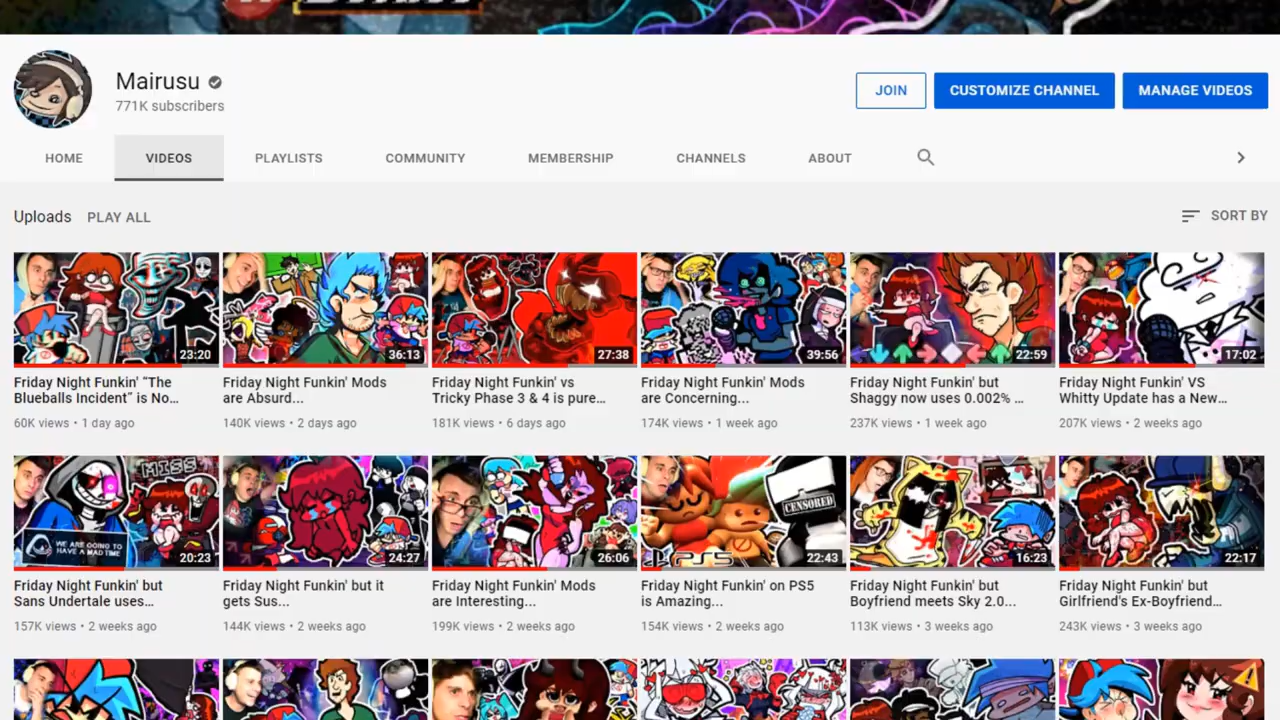 Mairusu
771K subscribers
JOIN
CUSTOMIZE CHANNEL
MANAGE VIDEOS
HOME
VIDEOS
PLAYLISTS
COMMUNITY
MEMBERSHIP
CHANNELS
ABOUT
Uploads PLAY ALL
SORT BY
23:20
36:13
27:38
39:56
22:59
17:02
Friday Night Funkin' “The
Blueballs Incident” is No...
60K views • 1 day ago
Friday Night Funkin' Mods
are Absurd...
140K views • 2 days ago
Friday Night Funkin' vs
Tricky Phase 3 & 4 is pure...
181K views • 6 days ago
Friday Night Funkin' Mods
are Concerning...
174K views • 1 week ago
Friday Night Funkin' but
Shaggy now uses 0.002% ...
237K views • 1 week ago
Friday Night Funkin' VS
Whitty Update has a New...
207K views • 2 weeks ago
MISS
WE ARE GOING TO
HAVE A MAD TIME
20:23
24:27
26:06
CENSORED
PS5
22:43
16:23
22:17
Friday Night Funkin' but
Sans Undertale uses...
157K views • 2 weeks ago
Friday Night Funkin' but it
gets Sus...
144K views • 2 weeks ago
Friday Night Funkin' Mods
are Interesting...
199K views • 2 weeks ago
Friday Night Funkin' on PS5
is Amazing...
154K views • 2 weeks ago
Friday Night Funkin' but
Boyfriend meets Sky 2.0...
113K views • 3 weeks ago
Friday Night Funkin' but
Girlfriend's Ex-Boyfriend...
243K views • 3 weeks ago